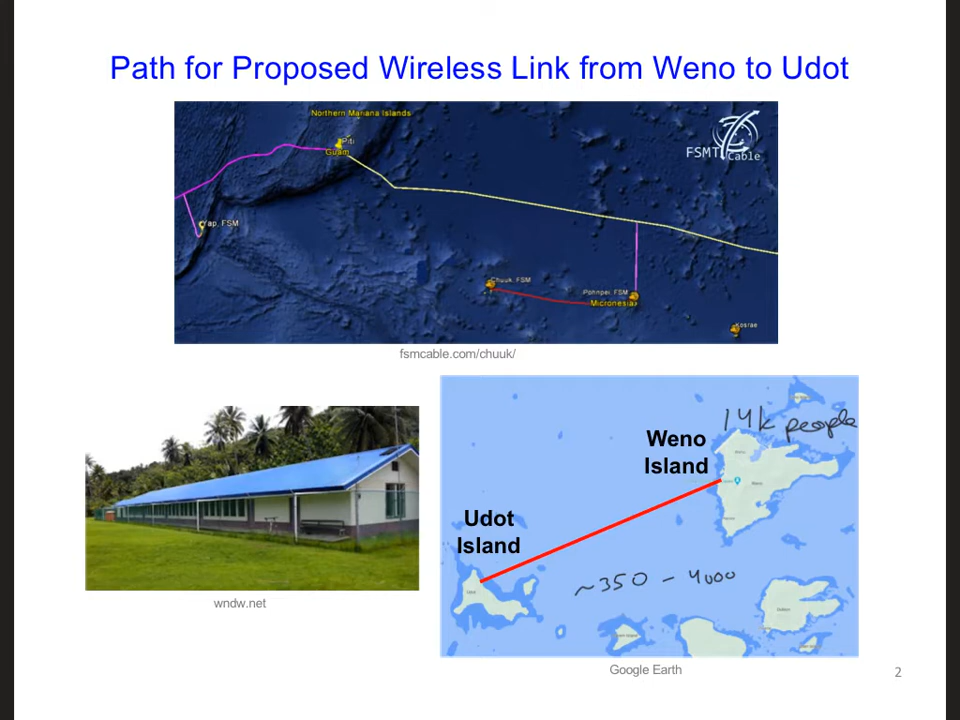 Path for Proposed Wireless Link from Weno to Udot
Northern Mariana Islands
Piti
Guam
FSMT Cable
Yap, FSM
Chuuk, FSM
Pohnpei, FSM
Micronesia
Kosrae
fsmcable.com/chuuk/
14k people
Weno
Island
Udot
Island
~350 - 4000
wndw.net
Google Earth
2